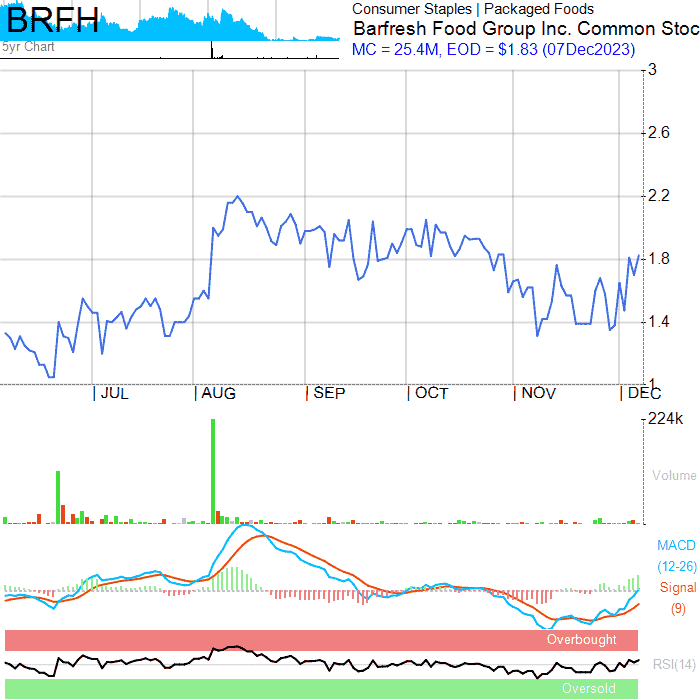 BRFH
5yr Chart
Consumer Staples | Packaged Foods
Barfresh Food Group Inc. Common Stoc
MC = 25.4M, EOD = $1.83 (07Dec2023)
3
2.6
2.2
1.8
1.4
1
| JUL | AUG | SEP | OCT | NOV | DEC
224k
Volume
MACD
(12-26)
Signal
(9)
Overbought
RSI(14)
Oversold